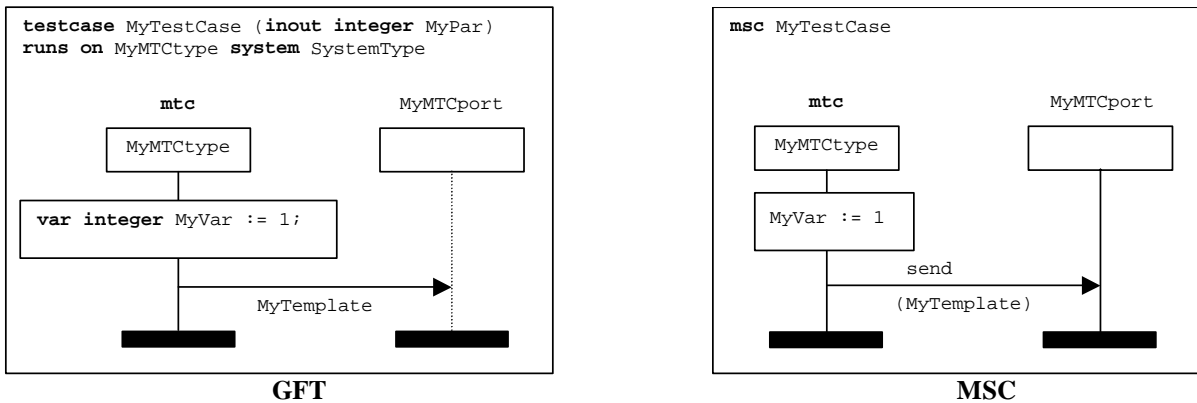 testcase MyTestCase (inout integer MyPar)
runs on MyMTCtype system SystemType
mtc
MyMTCport
MyMTCtype
var integer MyVar := 1;
MyTemplate
GFT
msc MyTestCase
mtc
MyMTCport
MyMTCtype
MyVar := 1
send
(MyTemplate)
MSC